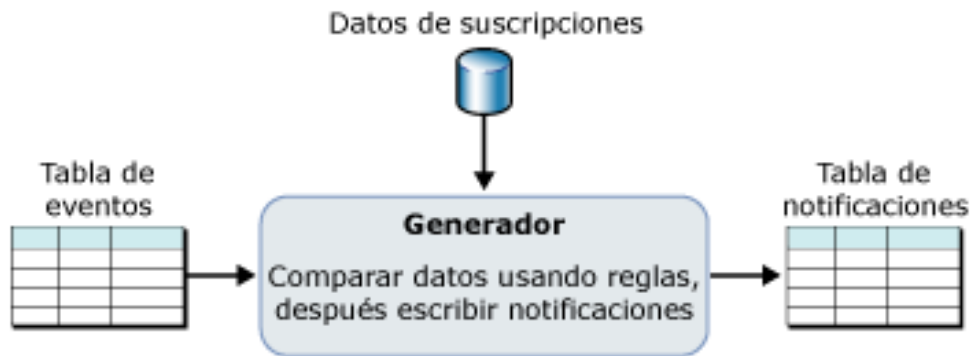 Datos de suscripciones
Tabla de
eventos
Generador
Comparar datos usando reglas,
después escribir notificaciones
Tabla de
notificaciones